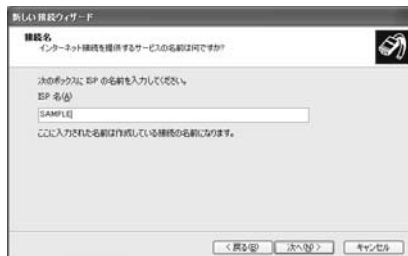 新しい接続ウィザード
接続名
インターネット接続を提供するサービスの名前は何ですか?
次のボックスに ISP の名前を入力してください。
ISP 名(A)
SAMPLE
ここに入力された名前は作成している接続の名前になります。
< 戻る(B)
次へ(N) >
キャンセル